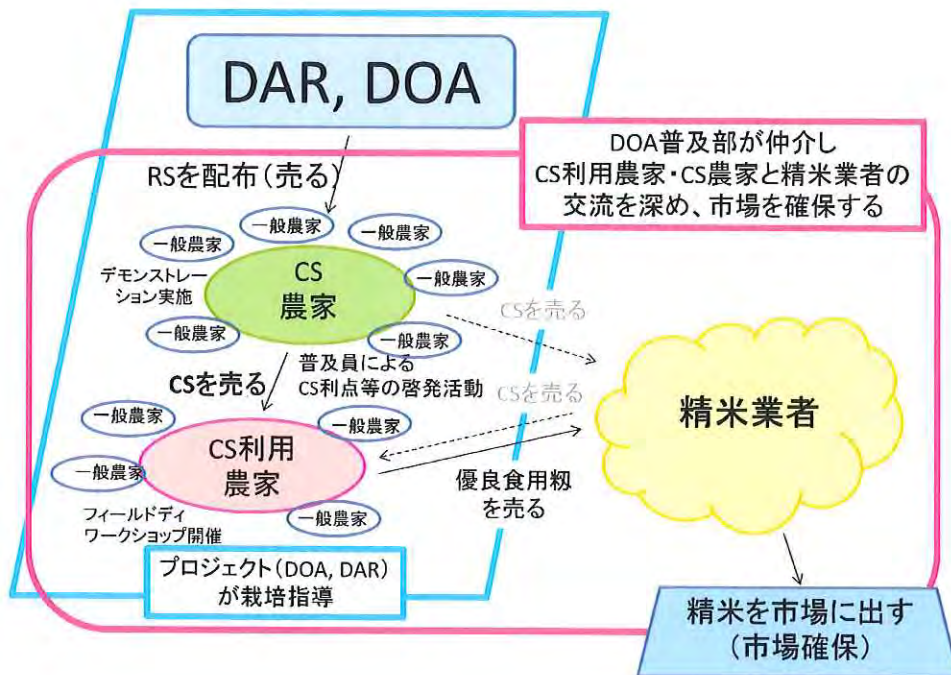 DAR, DOA
DOA普及部が仲介し
CS利用農家・CS農家と精米業者の
交流を深め、市場を確保する
RSを配布(売る)
一般農家
一般農家
一般農家
デモンストレー
ション実施
CS
農家
一般農家
CSを売る
一般農家
一般農家
CSを売る
普及員による
CS利点等の啓発活動
CSを売る
精米業者
一般農家
一般農家
CS利用
農家
一般農家
優良食用籾
を売る
一般農家
フィールドディ
ワークショップ開催
プロジェクト(DOA, DAR)
が栽培指導
精米を市場に出す
(市場確保)